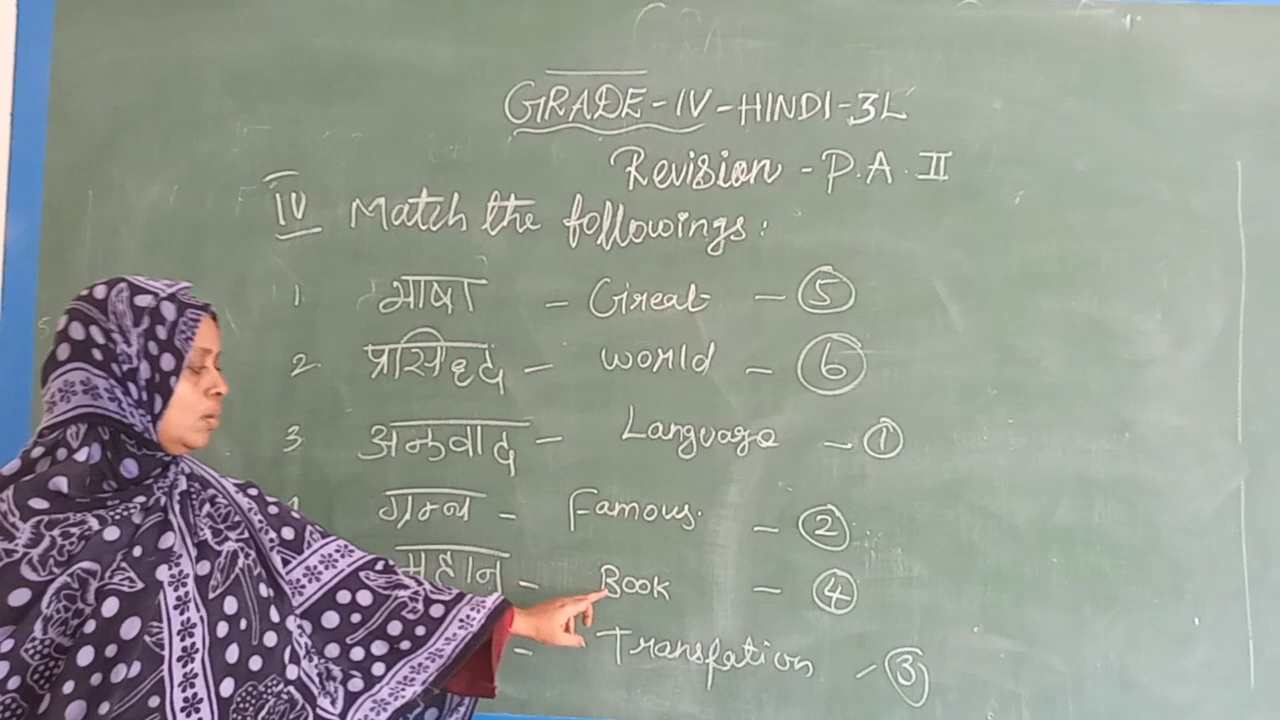 GRADE-IV-HINDI-3L
Revision - P.A. II
IV Match the followings:
1. भाषा - Great - 5
2. प्रसिद्द - World - 6
3. अनुवाद - Language - 1
ग्रन्थ - Famous. - 2
महान - Book - 4
- Transfation - 3